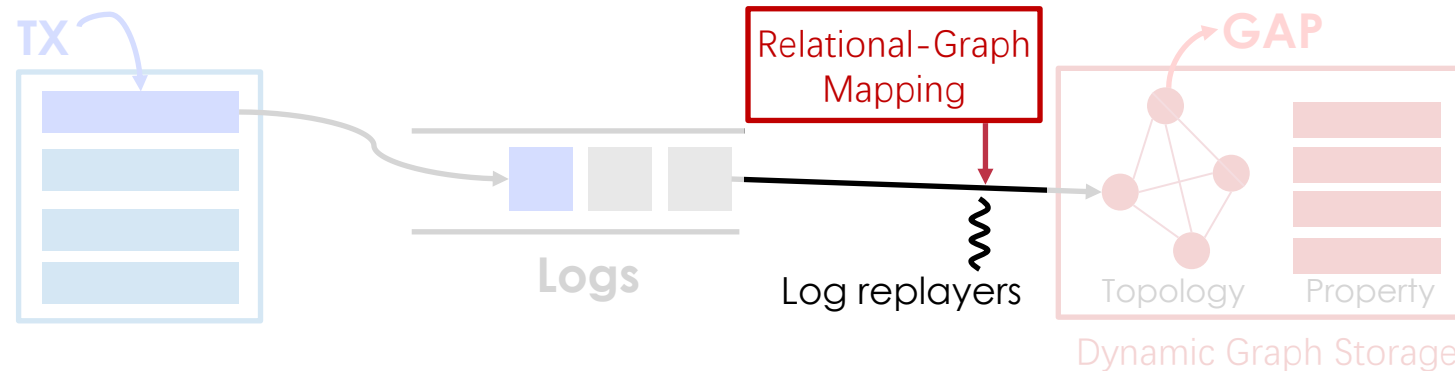 TX
Relational-Graph
Mapping
GAP
Logs
Log replayers
Topology
Property
Dynamic Graph Storage